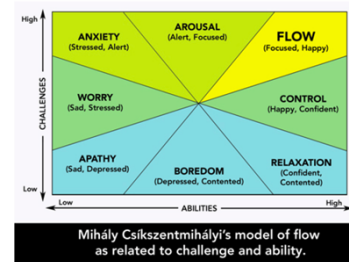 High
ANXIETY
(Stressed, Alert)
AROUSAL
(Alert, Focused)
FLOW
(Focused, Happy)
CHALLENGES
WORRY
(Sad, Stressed)
CONTROL
(Happy, Confident)
APATHY
(Sad, Depressed)
BOREDOM
(Depressed, Contented)
RELAXATION
(Confident,
Contented)
Low
Low
ABILITIES
High
Mihály Csíkszentmihályi's model of flow
as related to challenge and ability.